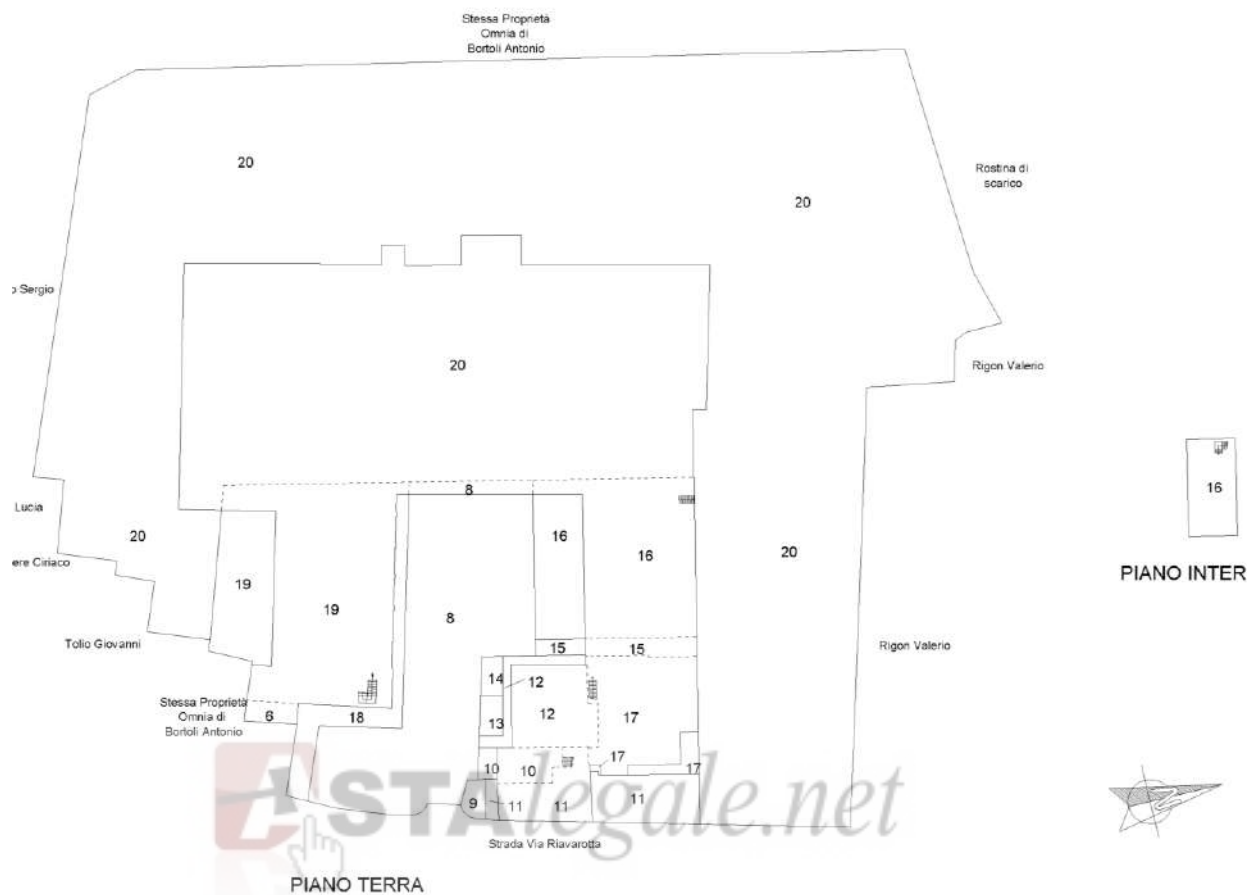 Stessa Proprietà
Omnia di
Bortoli Antonio
20
20
Rostina di
scarico
o Sergio
20
Rigon Valerio
8
16
Lucia
20
16
16
20
ere Ciriaco
19
PIANO INTER
19
8
Tolio Giovanni
15
15
Rigon Valerio
14
12
12
Stessa Proprietà
Omnia di
Bortoli Antonio
6
18
13
17
17
10
10
17
9
11
11
11
ASTAlegale.net
Strada Via Riavarotta
PIANO TERRA